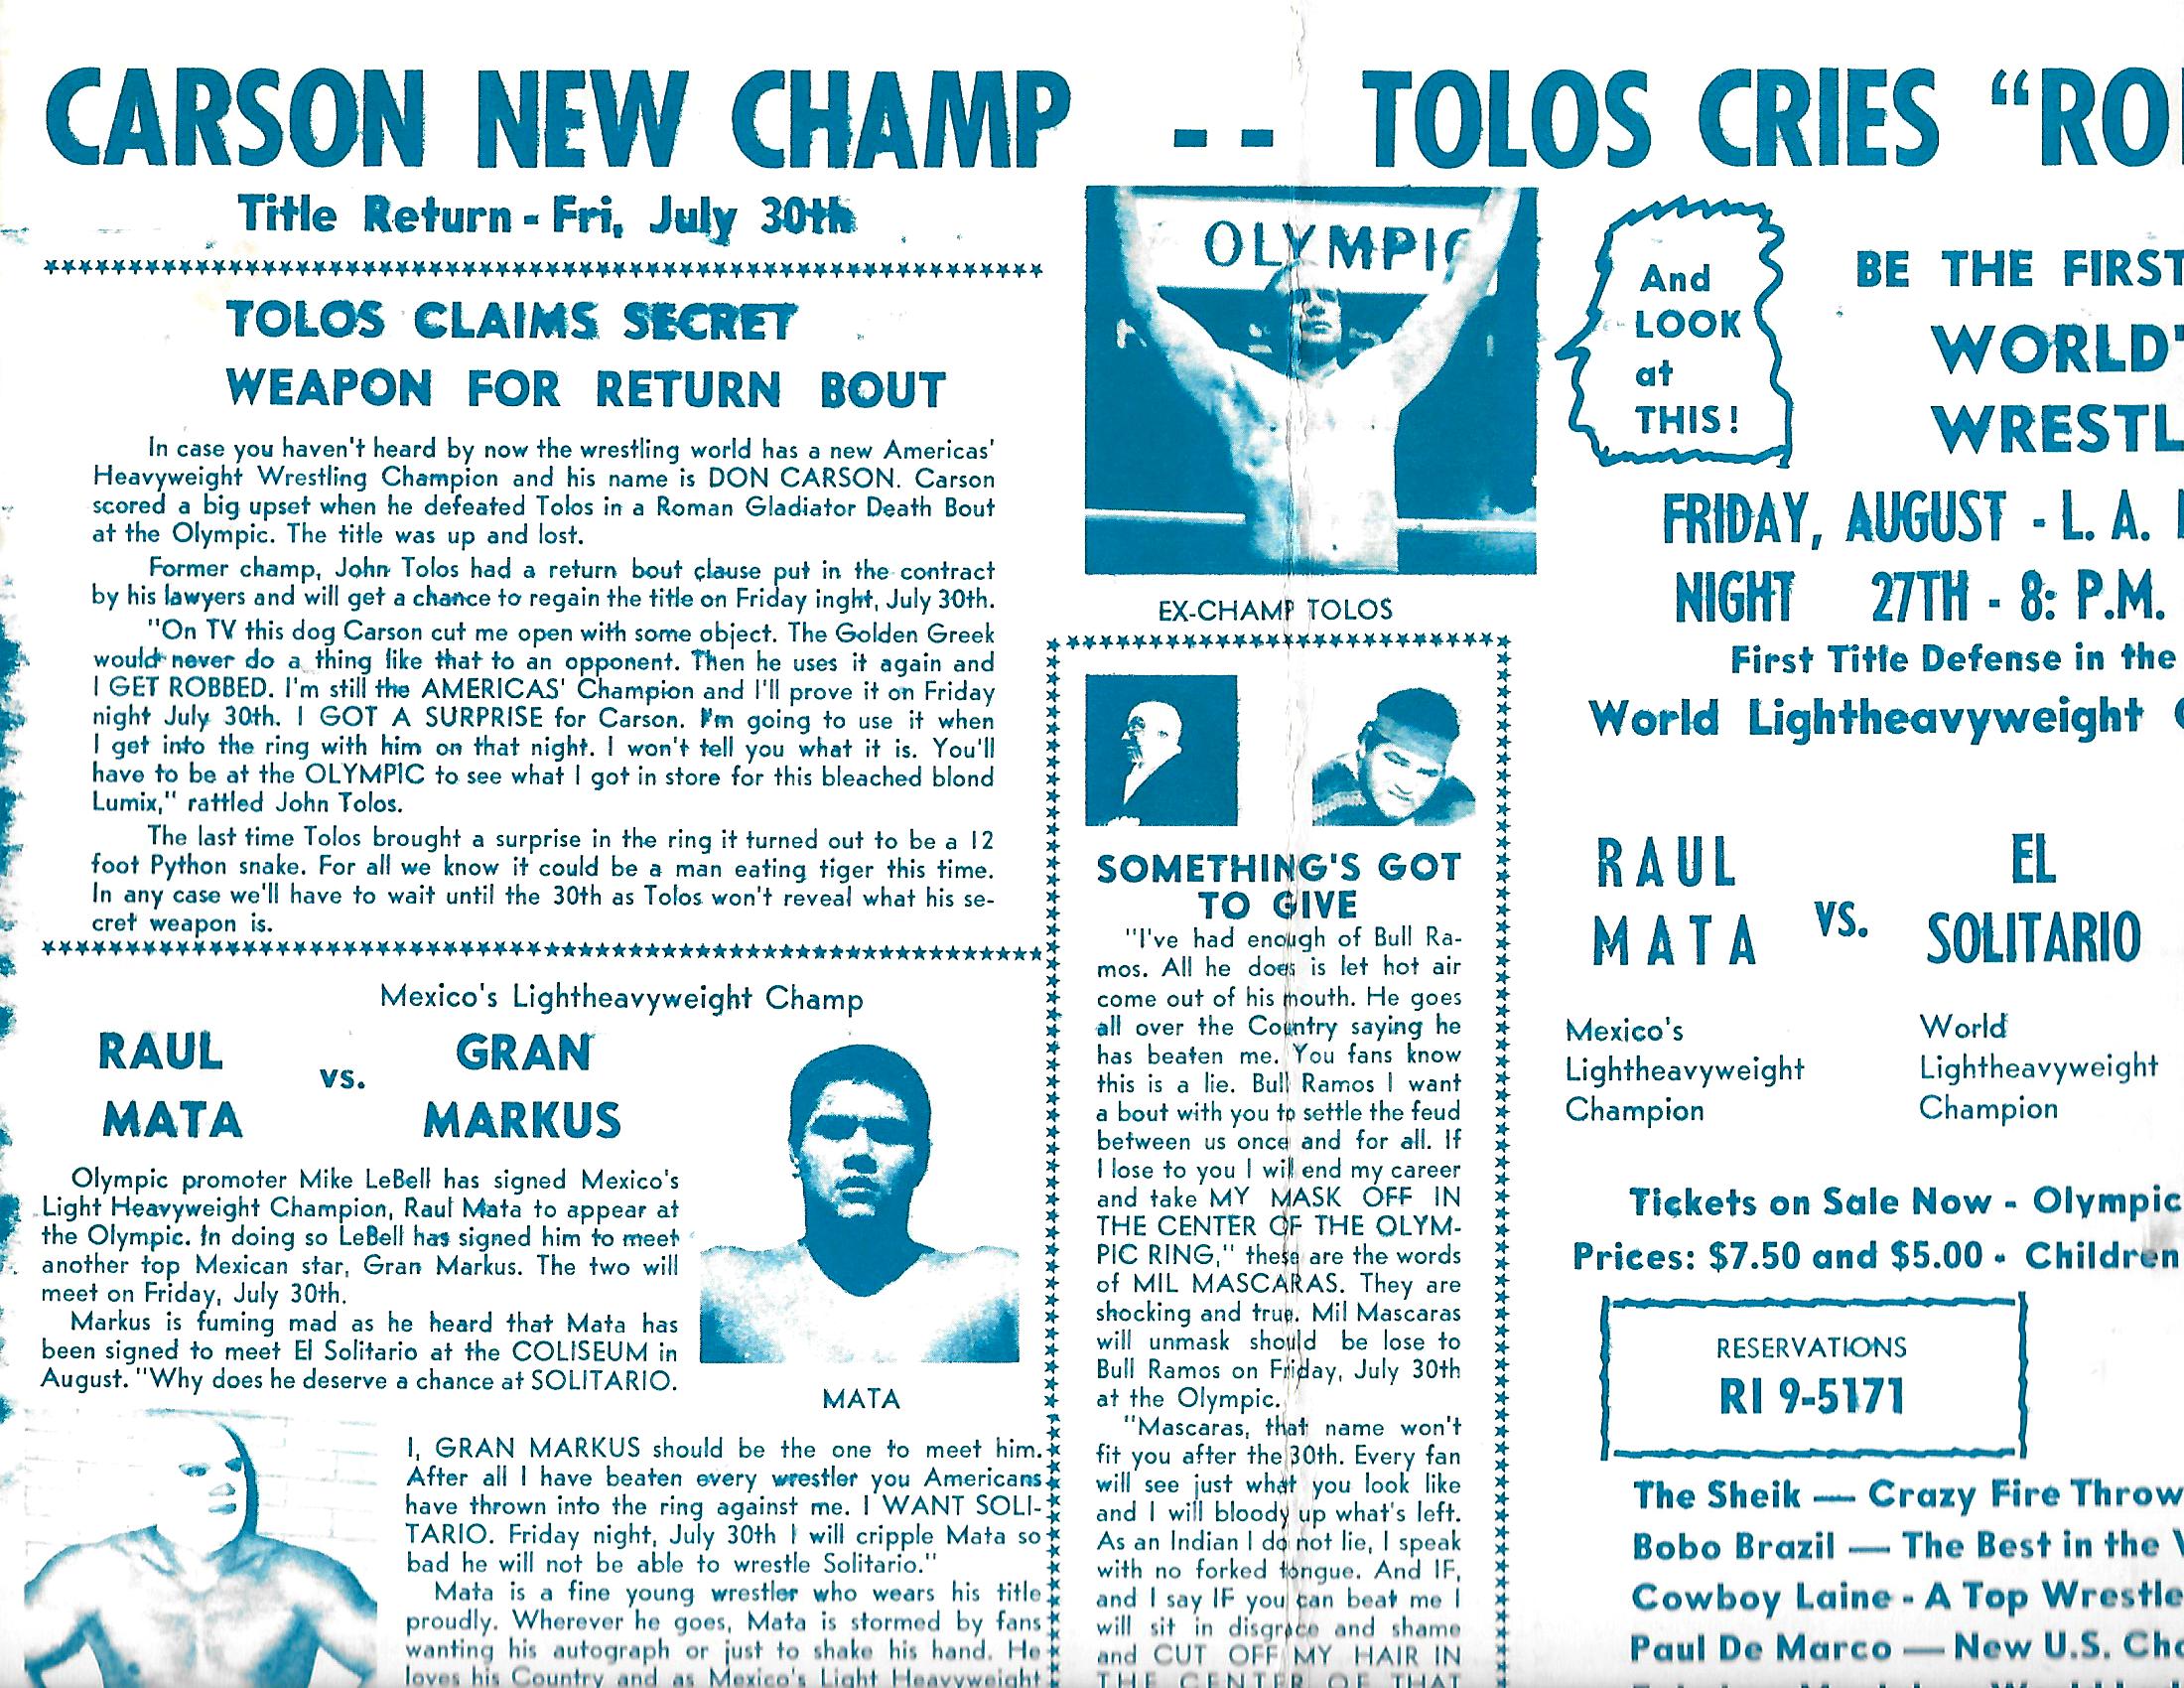 CARSON NEW CHAMP -- TOLOS CRIES "RO
Title Return - Fri, July 30th
TOLOS CLAIMS SECRET
WEAPON FOR RETURN BOUT
In case you haven't heard by now the wrestling world has a new Americas'
Heavyweight Wrestling Champion and his name is DON CARSON. Carson
scored a big upset when he defeated Tolos in a Roman Gladiator Death Bout
at the Olympic. The title was up and lost.
Former champ, John Tolos had a return bout clause put in the contract
by his lawyers and will get a chance to regain the title on Friday inght, July 30th.
"On TV this dog Carson cut me open with some object. The Golden Greek
would never do a thing like that to an opponent. Then he uses it again and
I GET ROBBED. I'm still the AMERICAS' Champion and I'll prove it on Friday
night July 30th. I GOT A SURPRISE for Carson. I'm going to use it when
I get into the ring with him on that night. I won't tell you what it is. You'll
have to be at the OLYMPIC to see what I got in store for this bleached blond
Lumix," rattled John Tolos.
The last time Tolos brought a surprise in the ring it turned out to be a 12
foot Python snake. For all we know it could be a man eating tiger this time.
In any case we'll have to wait until the 30th as Tolos won't reveal what his se-
cret weapon is.
Mexico's Lightheavyweight Champ
RAUL
MATA
vs.
GRAN
MARKUS
Olympic promoter Mike LeBell has signed Mexico's
Light Heavyweight Champion, Raul Mata to appear at
the Olympic. In doing so LeBell has signed him to meet
another top Mexican star, Gran Markus. The two will
meet on Friday, July 30th.
Markus is fuming mad as he heard that Mata has
been signed to meet El Solitario at the COLISEUM in
August. "Why does he deserve a chance at SOLITARIO.
MATA
I, GRAN MARKUS should be the one to meet him.
After all I have beaten every wrestler you Americans
have thrown into the ring against me. I WANT SOLI-
TARIO. Friday night, July 30th I will cripple Mata so
bad he will not be able to wrestle Solitario."
Mata is a fine young wrestler who wears his title
proudly. Wherever he goes, Mata is stormed by fans
wanting his autograph or just to shake his hand. He
loves his Country and as Mexico's Light Heavyweight
OLYMPIC
EX-CHAMP TOLOS
SOMETHING'S GOT
TO GIVE
"I've had enough of Bull Ra-
mos. All he does is let hot air
come out of his mouth. He goes
all over the Country saying he
has beaten me. You fans know
this is a lie. Bull Ramos I want
a bout with you to settle the feud
between us once and for all. If
I lose to you I will end my career
and take MY MASK OFF IN
THE CENTER OF THE OLYM-
PIC RING," these are the words
of MIL MASCARAS. They are
shocking and true. Mil Mascaras
will unmask should be lose to
Bull Ramos on Friday, July 30th
at the Olympic.
"Mascaras, that name won't
fit you after the 30th. Every fan
will see just what you look like
and I will bloody up what's left.
As an Indian I do not lie, I speak
with no forked tongue. And IF,
and I say IF you can beat me I
will sit in disgrace and shame
and CUT OFF MY HAIR IN
THE CENTER OF THAT
And
LOOK
at
THIS!
BE THE FIRST
WORLD'
WRESTL
FRIDAY, AUGUST - L. A.
NIGHT 27TH - 8: P.M.
First Title Defense in the
World Lightheavyweight
RAUL
MATA
VS.
EL
SOLITARIO
Mexico's
Lightheavyweight
Champion
World
Lightheavyweight
Champion
Tickets on Sale Now - Olympic
Prices: $7.50 and $5.00 - Children
RESERVATIONS
RI 9-5171
The Sheik — Crazy Fire Throw
Bobo Brazil — The Best in the
Cowboy Laine - A Top Wrestle
Paul De Marco — New U.S. Ch